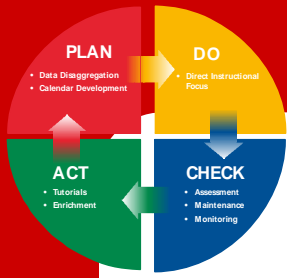 PLAN
• Data Disaggregation
• Calendar Development
DO
• Direct Instructional
Focus
ACT
• Tutorials
• Enrichment
CHECK
• Assessment
• Maintenance
• Monitoring